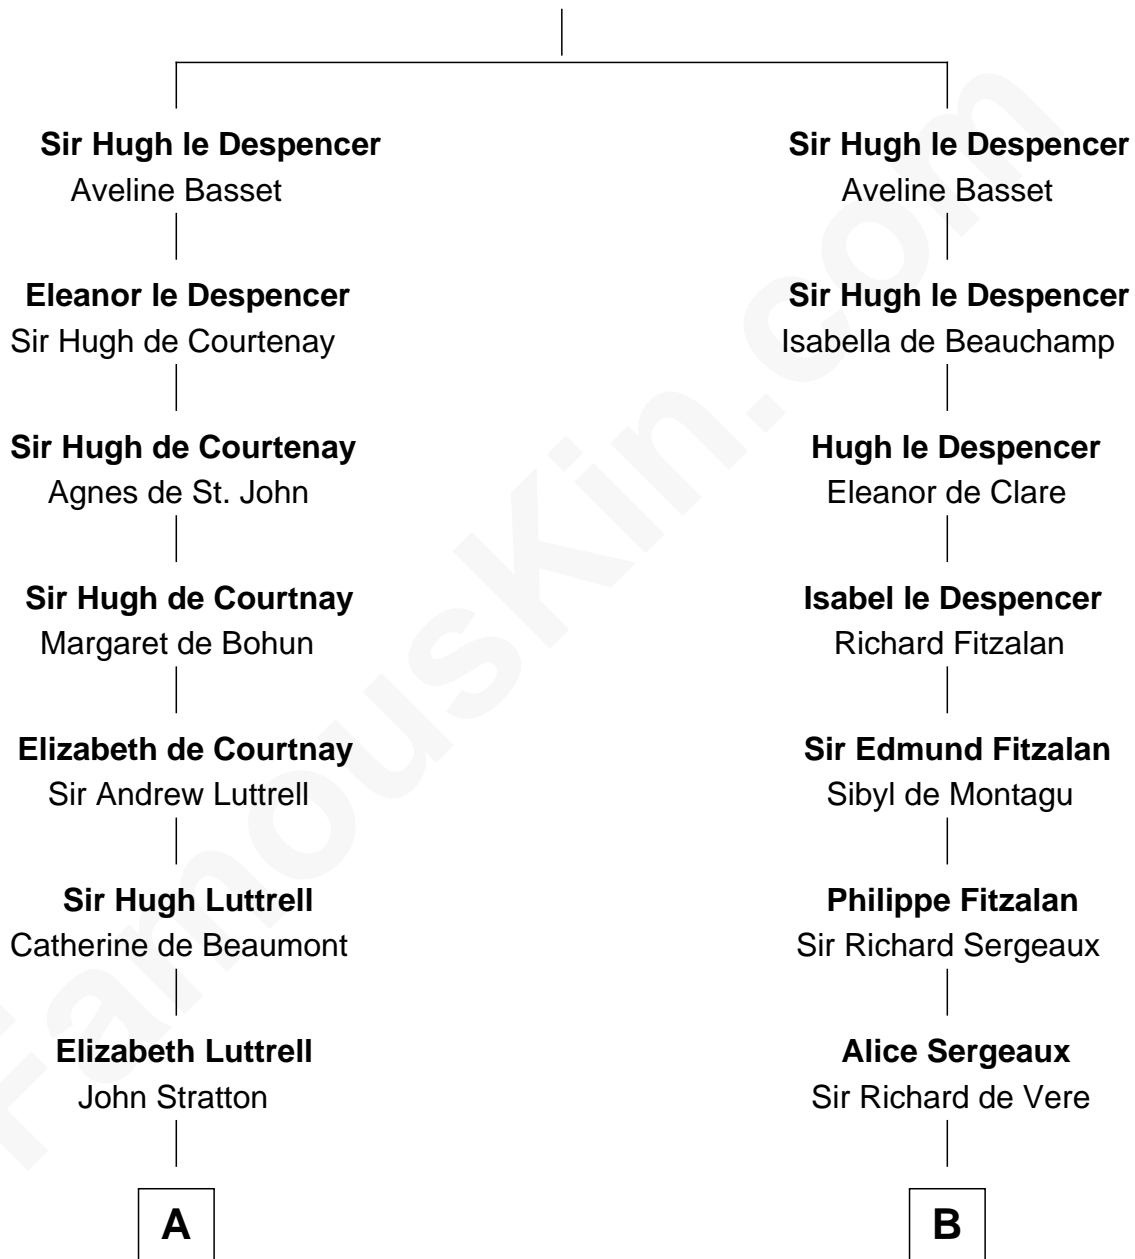 Sir Hugh le Despencer
Aveline Basset
Eleanor le Despencer
Sir Hugh de Courtenay
Sir Hugh de Courtenay
Agnes de St. John
Sir Hugh de Courtnay
Margaret de Bohun
Elizabeth de Courtnay
Sir Andrew Luttrell
Sir Hugh Luttrell
Catherine de Beaumont
Elizabeth Luttrell
John Stratton
A
Sir Hugh le Despencer
Aveline Basset
Sir Hugh le Despencer
Isabella de Beauchamp
Hugh le Despencer
Eleanor de Clare
Isabel le Despencer
Richard Fitzalan
Sir Edmund Fitzalan
Sibyl de Montagu
Philippe Fitzalan
Sir Richard Sergeaux
Alice Sergeaux
Sir Richard de Vere
B
FamousKin.com